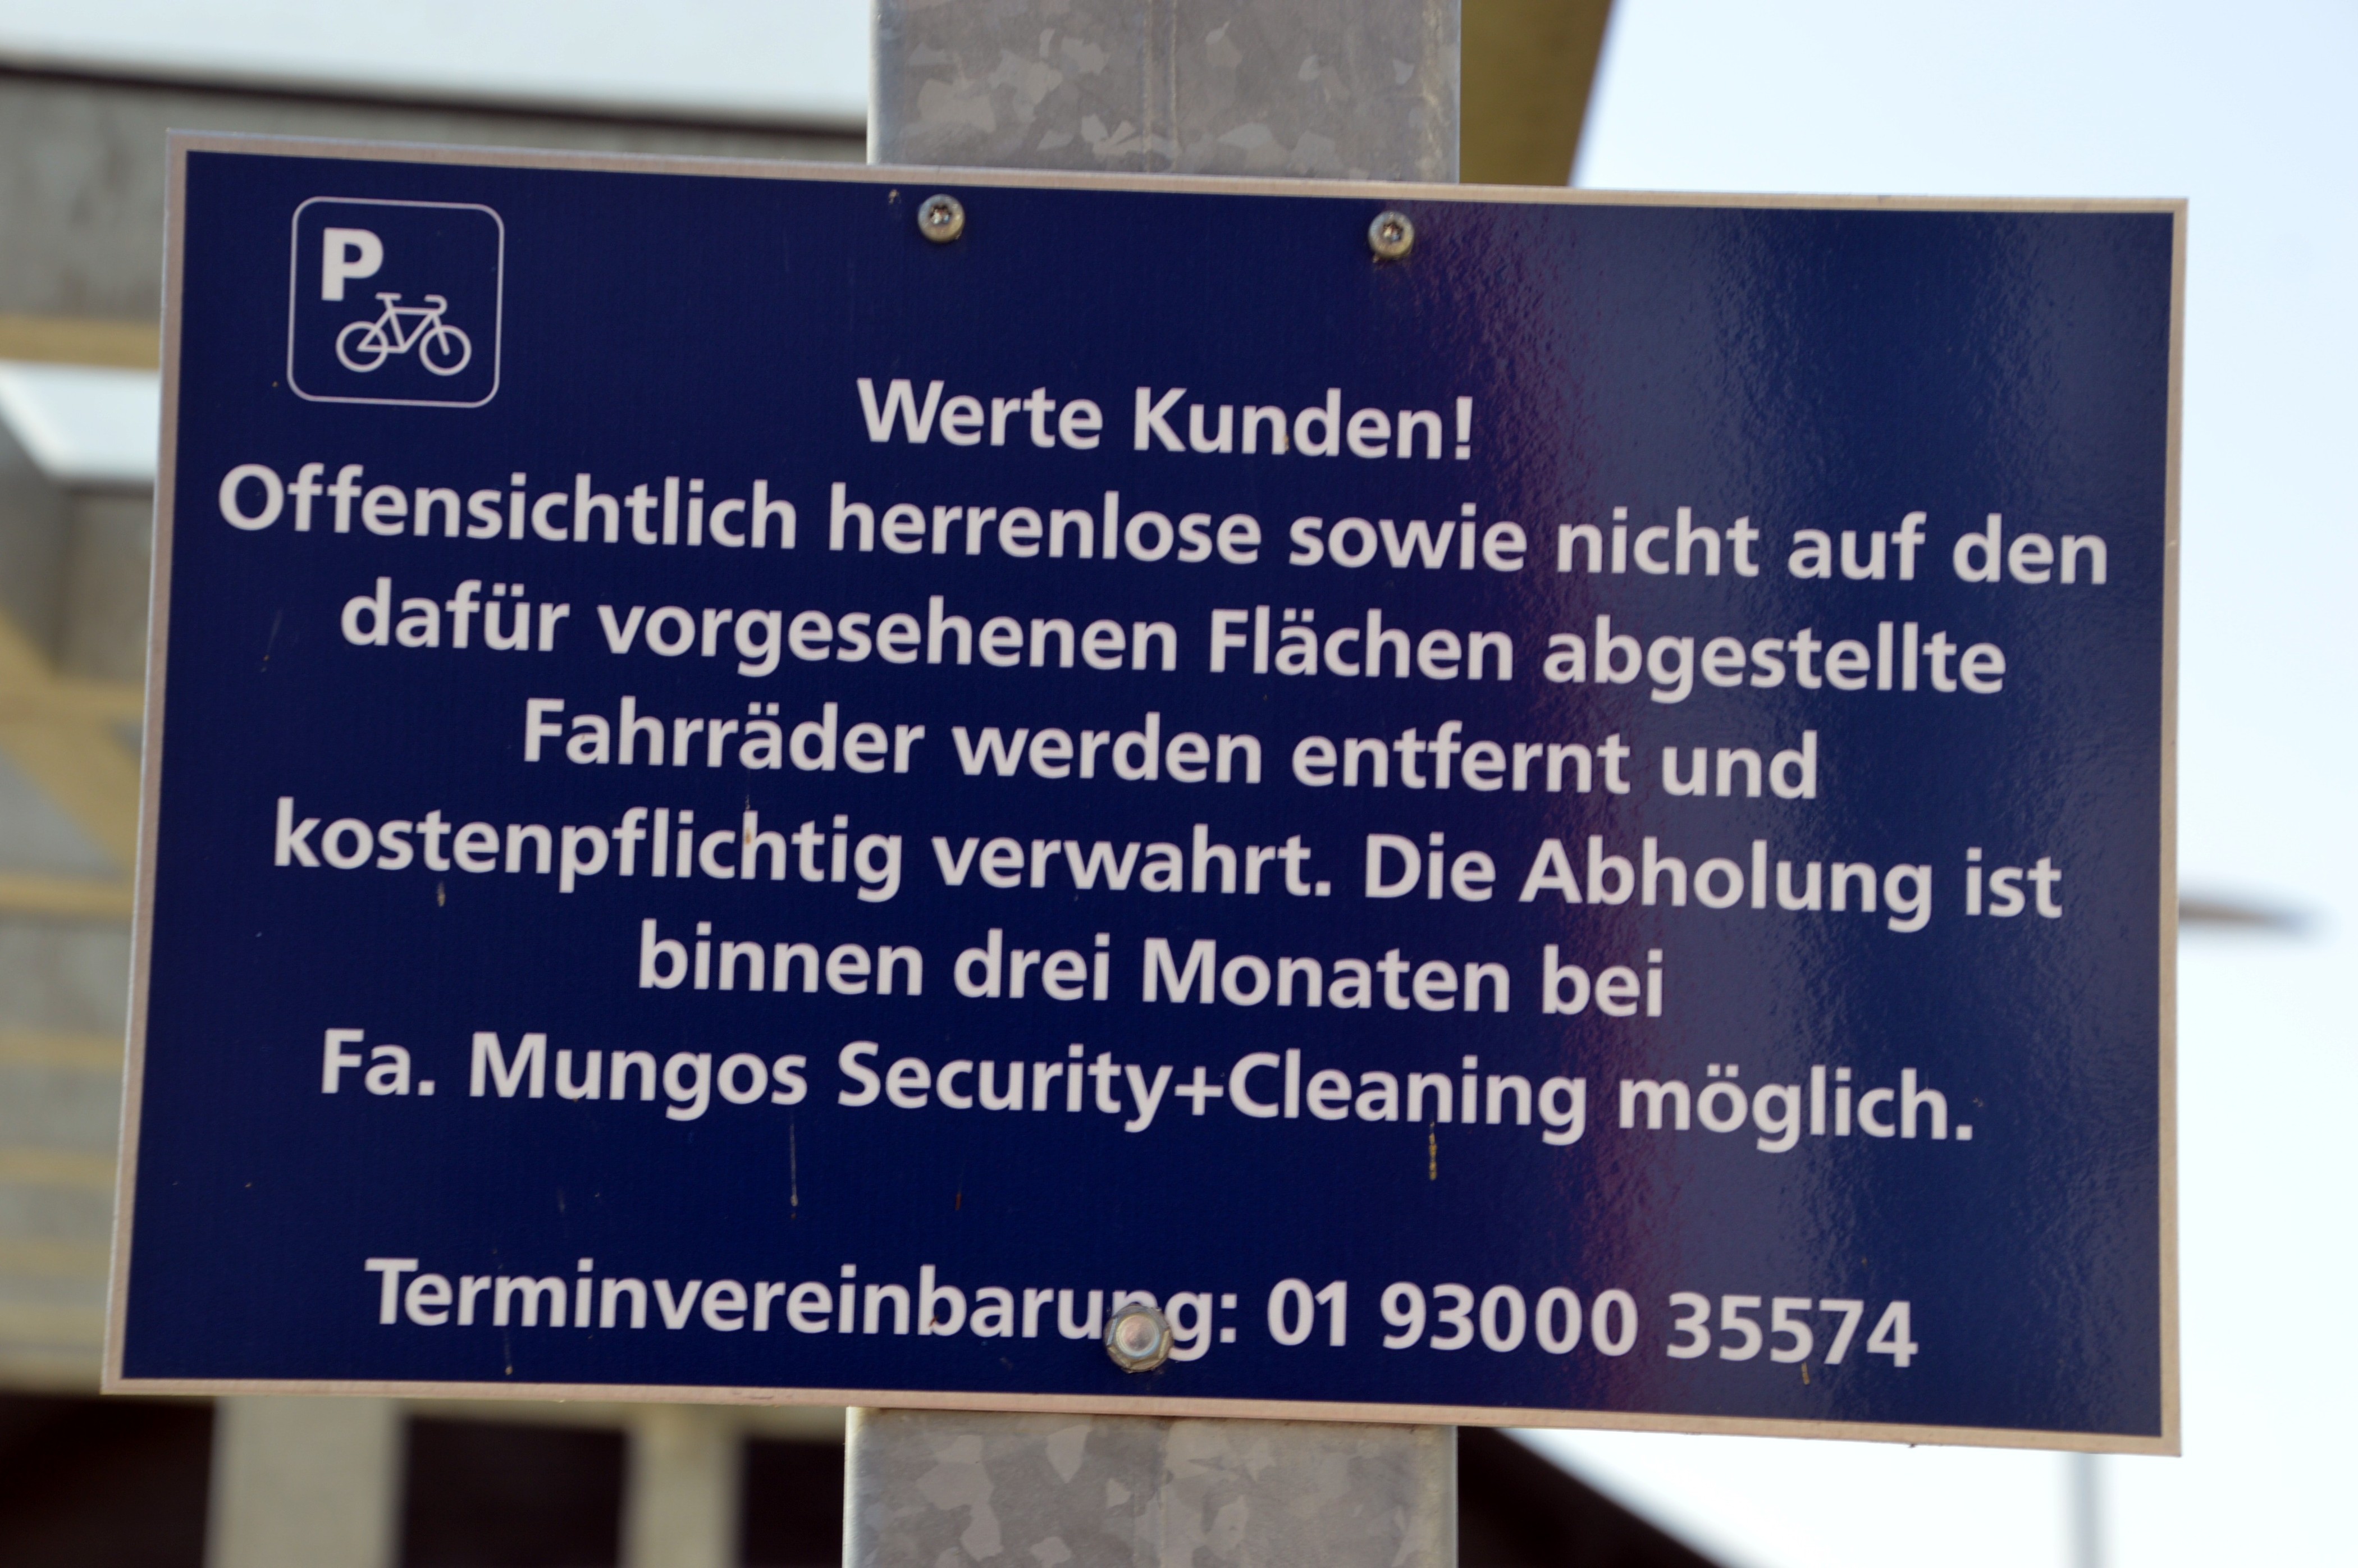 P
Werte Kunden!
Offensichtlich herrenlose sowie nicht auf den
dafür vorgesehenen Flächen abgestellte
Fahrräder werden entfernt und
kostenpflichtig verwahrt. Die Abholung ist
binnen drei Monaten bei
Fa. Mungos Security+Cleaning möglich.
Terminvereinbarung: 01 93000 35574